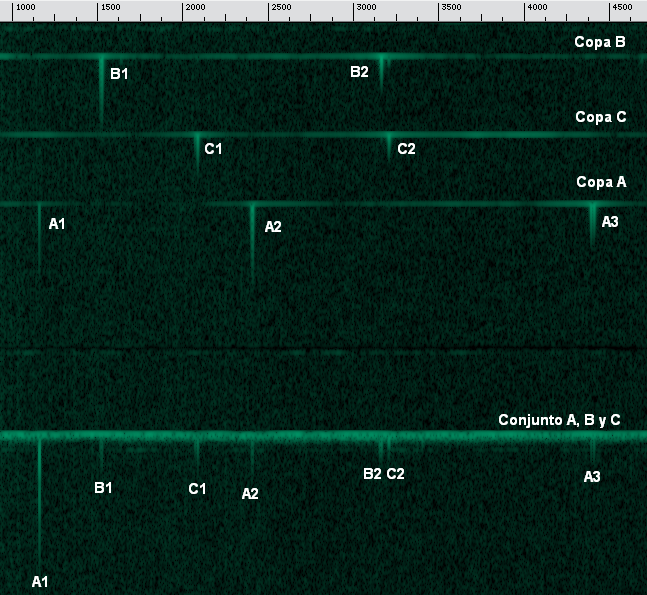 1000 1500 2000 2500 3000 3500 4000 4500
Copa B
B1 B2
Copa C
C1 C2
Copa A
A1 A2 A3
Conjunto A, B y C
B1 C1 A2 B2 C2 A3
A1